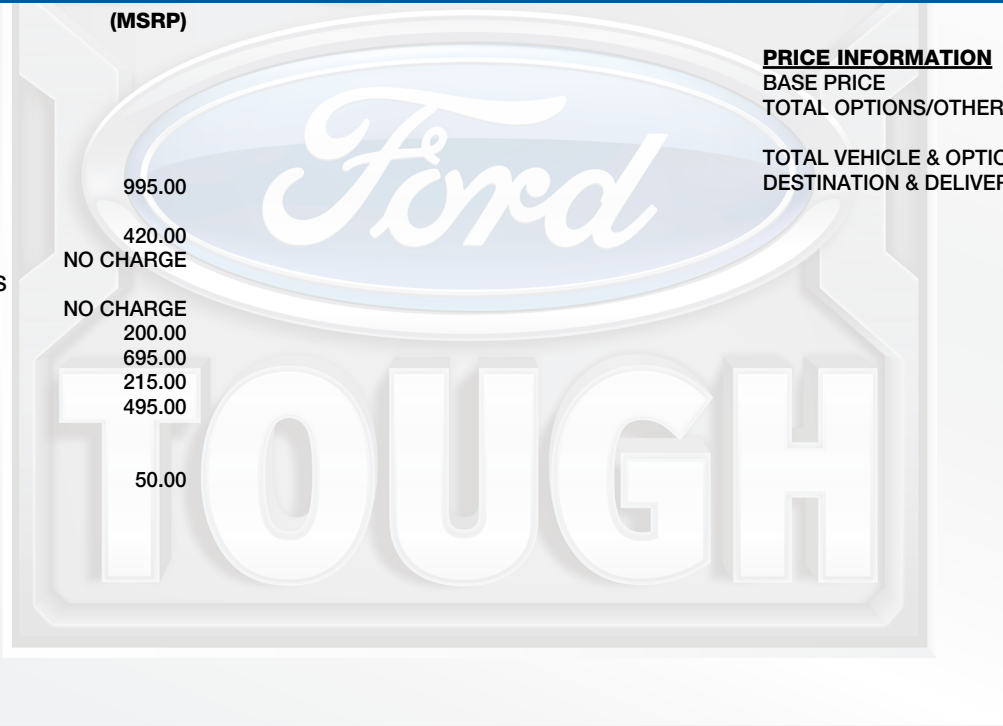 (MSRP)
995.00
420.00
NO CHARGE
S
NO CHARGE
200.00
695.00
215.00
495.00
50.00
PRICE INFORMATION
BASE PRICE
TOTAL OPTIONS/OTHER
TOTAL VEHICLE & OPTIO
DESTINATION & DELIVER
Ford
TOUGH